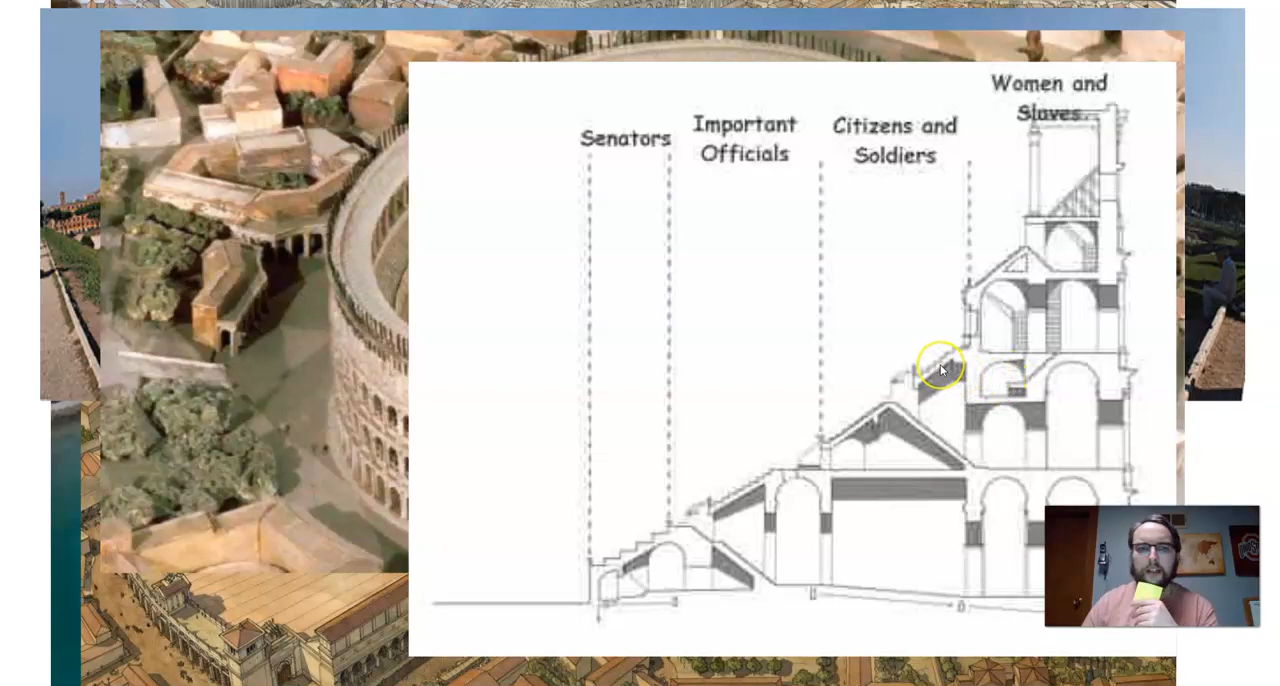 Senators
Important
Officials
Citizens and
Soldiers
Women and
Slaves